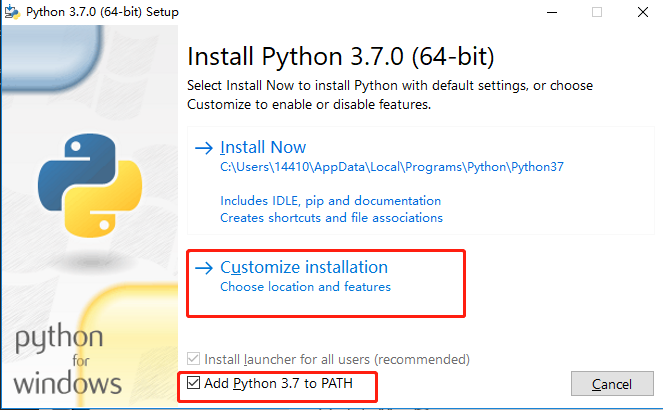 Python 3.7.0 (64-bit) Setup
Install Python 3.7.0 (64-bit)
Select Install Now to install Python with default settings, or choose
Customize to enable or disable features.
Install Now
C:\Users\14410\AppData\Local\Programs\Python\Python37
Includes IDLE, pip and documentation
Creates shortcuts and file associations
Customize installation
Choose location and features
python
for
windows
Install launcher for all users (recommended)
Add Python 3.7 to PATH
Cancel